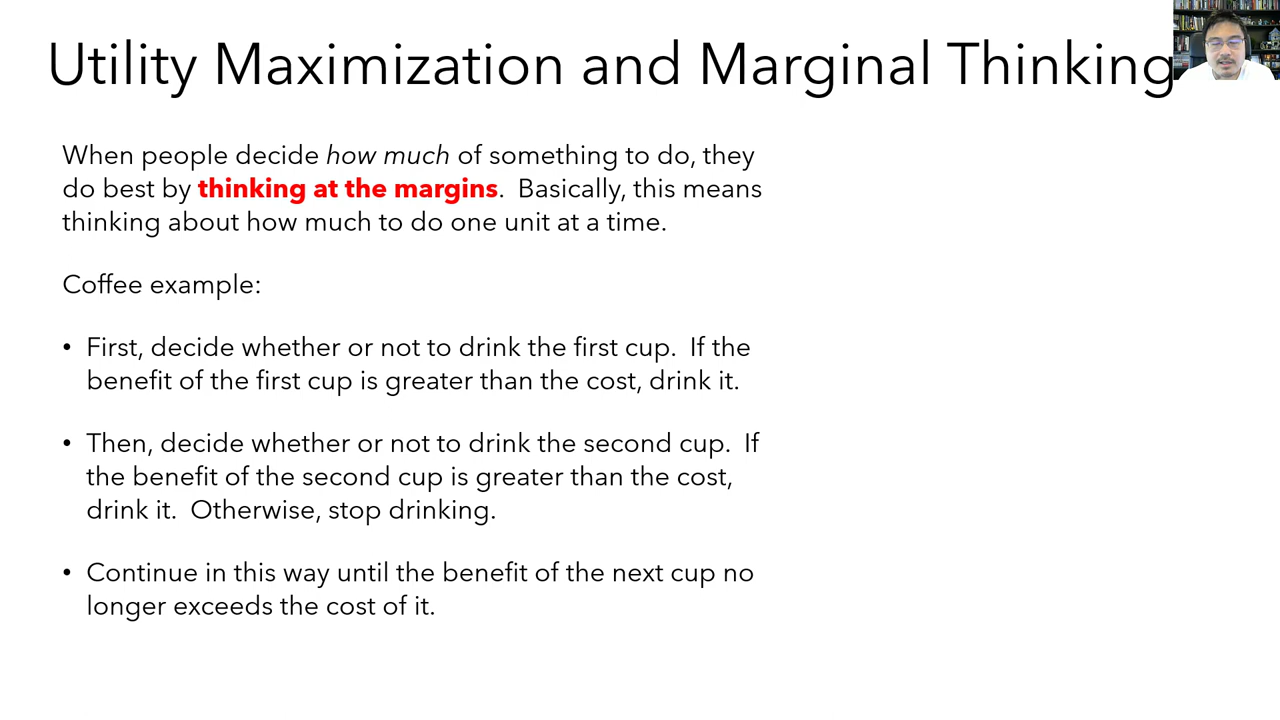 Utility Maximization and Marginal Thinking
When people decide how much of something to do, they
do best by thinking at the margins.  Basically, this means
thinking about how much to do one unit at a time.
Coffee example:
• First, decide whether or not to drink the first cup.  If the
benefit of the first cup is greater than the cost, drink it.
• Then, decide whether or not to drink the second cup.  If
the benefit of the second cup is greater than the cost,
drink it.  Otherwise, stop drinking.
• Continue in this way until the benefit of the next cup no
longer exceeds the cost of it.